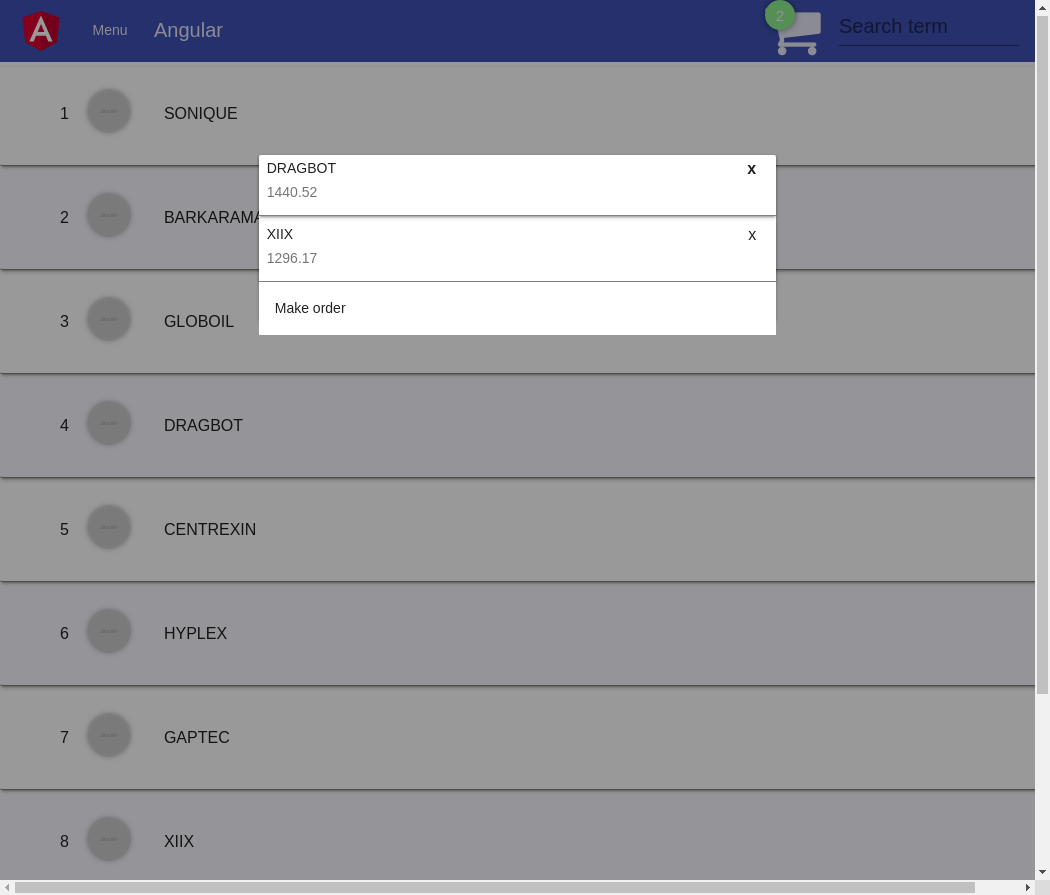 Menu Angular 2 Search term
1 SONIQUE
DRAGBOT x
1440.52
2 BARKARAMA
XIIX x
1296.17
Make order
3 GLOBOIL
4 DRAGBOT
5 CENTREXIN
6 HYPLEX
7 GAPTEC
8 XIIX